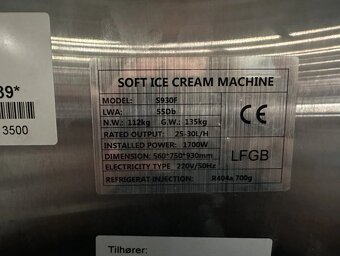 39*
3500
SOFT ICE CREAM MACHINE
MODEL: S930F
LWA: 55Db
N.W.: 112kg G.W.: 135kg
RATED OUTPUT: 25-30L/H
INSTALLED POWER: 1700W
DIMENSION: 560*750*930mm
ELECTRICITY TYPE: 220V/50Hz
REFRIGERAT INJECTION: R404a 700g
CE
LFGB
Tilhører: